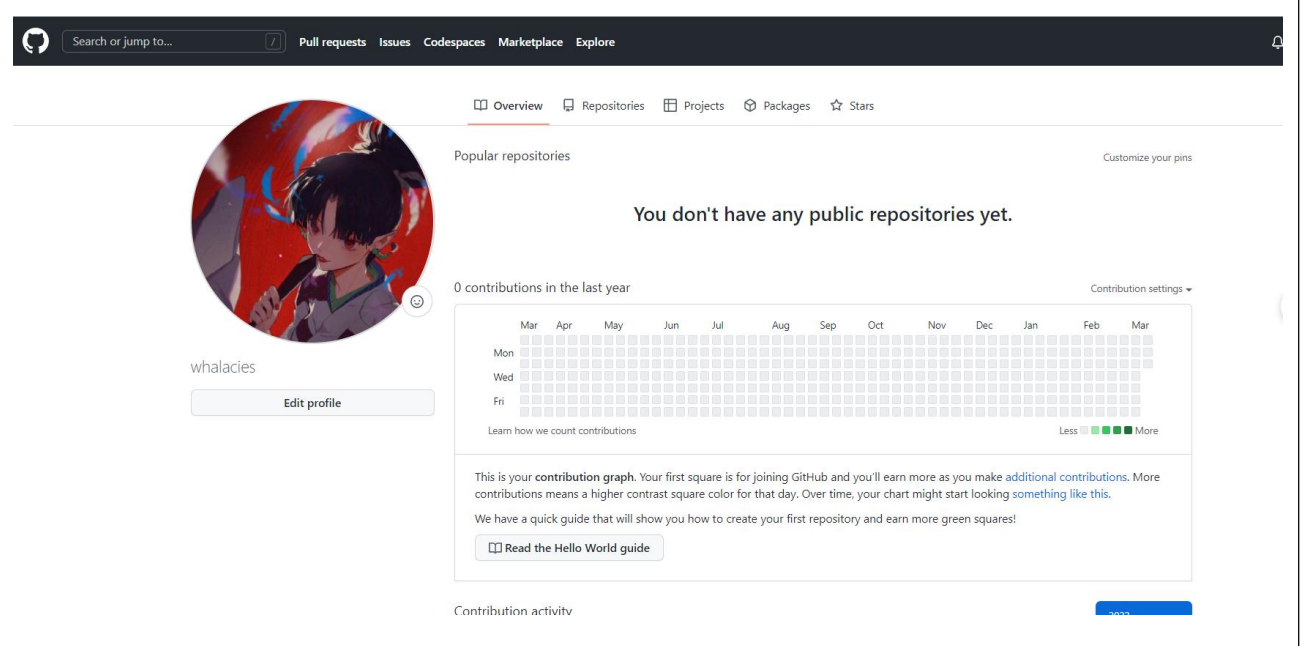 Search or jump to... /
Pull requests Issues Codespaces Marketplace Explore
Overview Repositories Projects Packages Stars
Popular repositories
Customize your pins
You don't have any public repositories yet.
0 contributions in the last year
Contribution settings
Mar Apr May Jun Jul Aug Sep Oct Nov Dec Jan Feb Mar
Mon
Wed
Fri
Learn how we count contributions
Less More
whalacies
Edit profile
This is your contribution graph. Your first square is for joining GitHub and you'll earn more as you make additional contributions. More
contributions means a higher contrast square color for that day. Over time, your chart might start looking something like this.
We have a quick guide that will show you how to create your first repository and earn more green squares!
Read the Hello World guide
Contribution activity